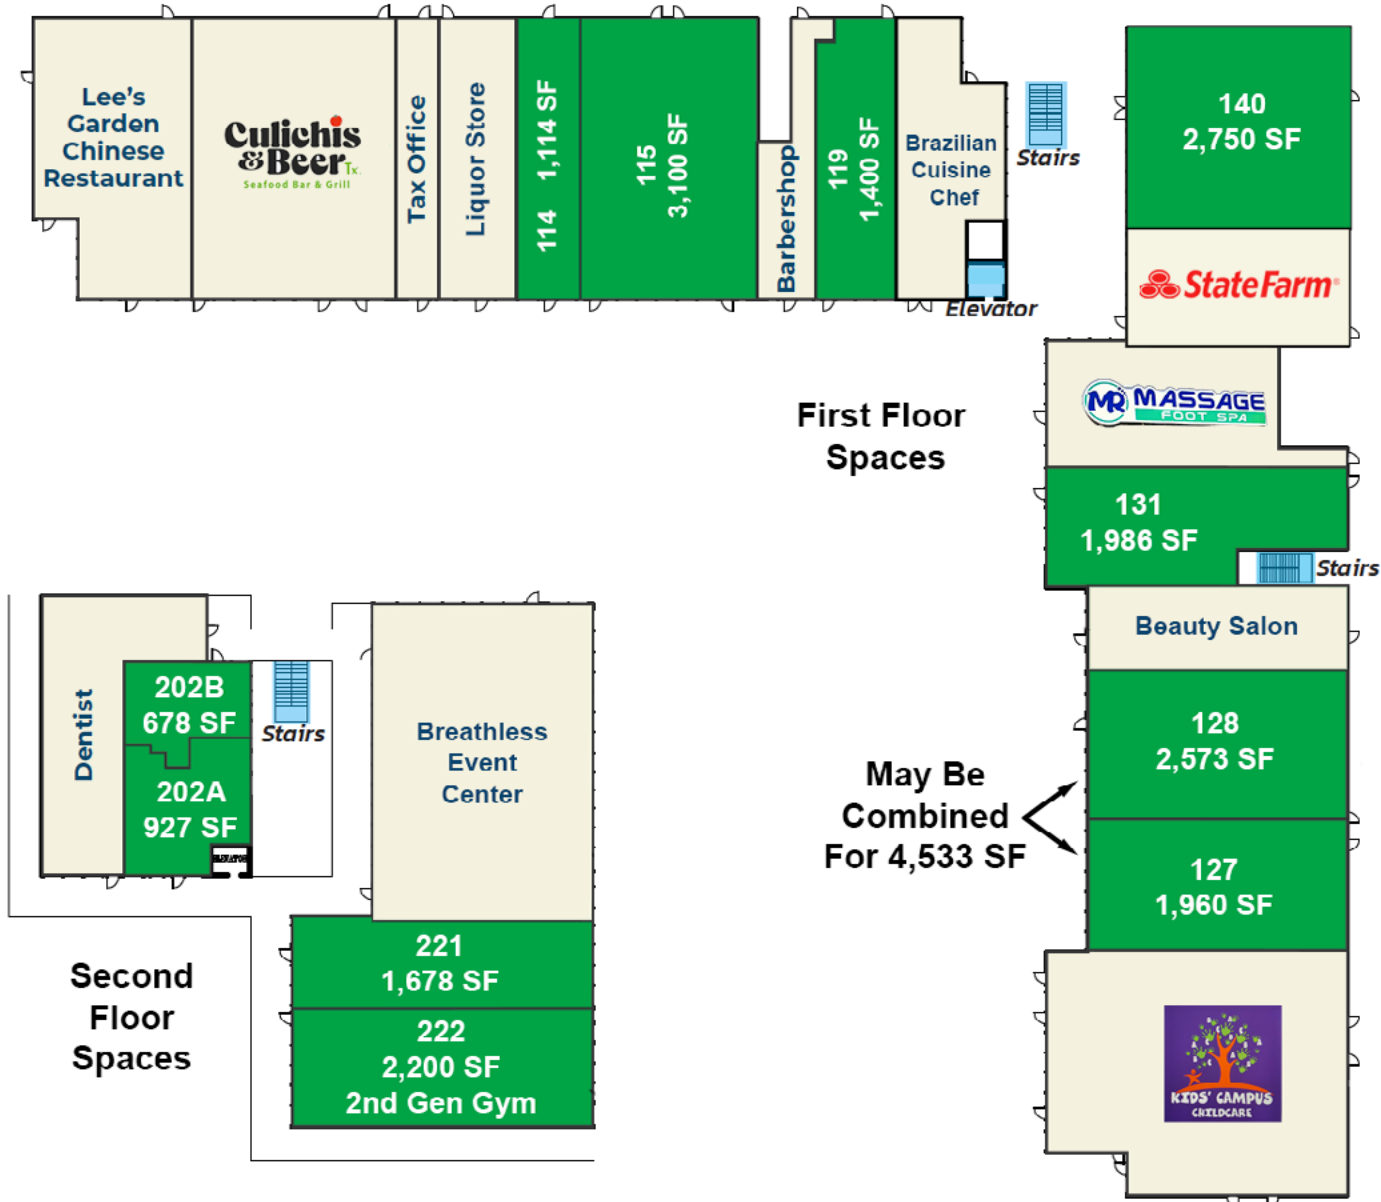 Lee's
Garden
Chinese
Restaurant
Culichis
&Beer Tx.
Seafood Bar & Grill
Tax Office
Liquor Store
114 1,114 SF
115
3,100 SF
Barbershop
119
1,400 SF
Brazilian
Cuisine
Chef
Elevator
Stairs
140
2,750 SF
StateFarm®
MR MASSAGE
FOOT SPA
First Floor
Spaces
131
1,986 SF
Stairs
Beauty Salon
128
2,573 SF
May Be
Combined
For 4,533 SF
127
1,960 SF
KIDS' CAMPUS
CHILDCARE
Dentist
202B
678 SF
202A
927 SF
ELEVATOR
Stairs
Breathless
Event
Center
221
1,678 SF
222
2,200 SF
2nd Gen Gym
Second
Floor
Spaces